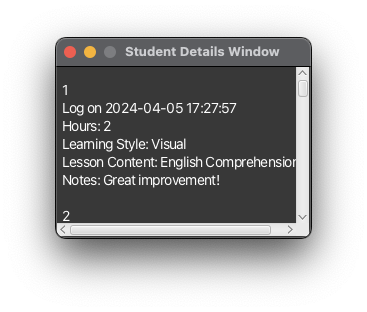 Student Details Window
1
Log on 2024-04-05 17:27:57
Hours: 2
Learning Style: Visual
Lesson Content: English Comprehension
Notes: Great improvement!
2